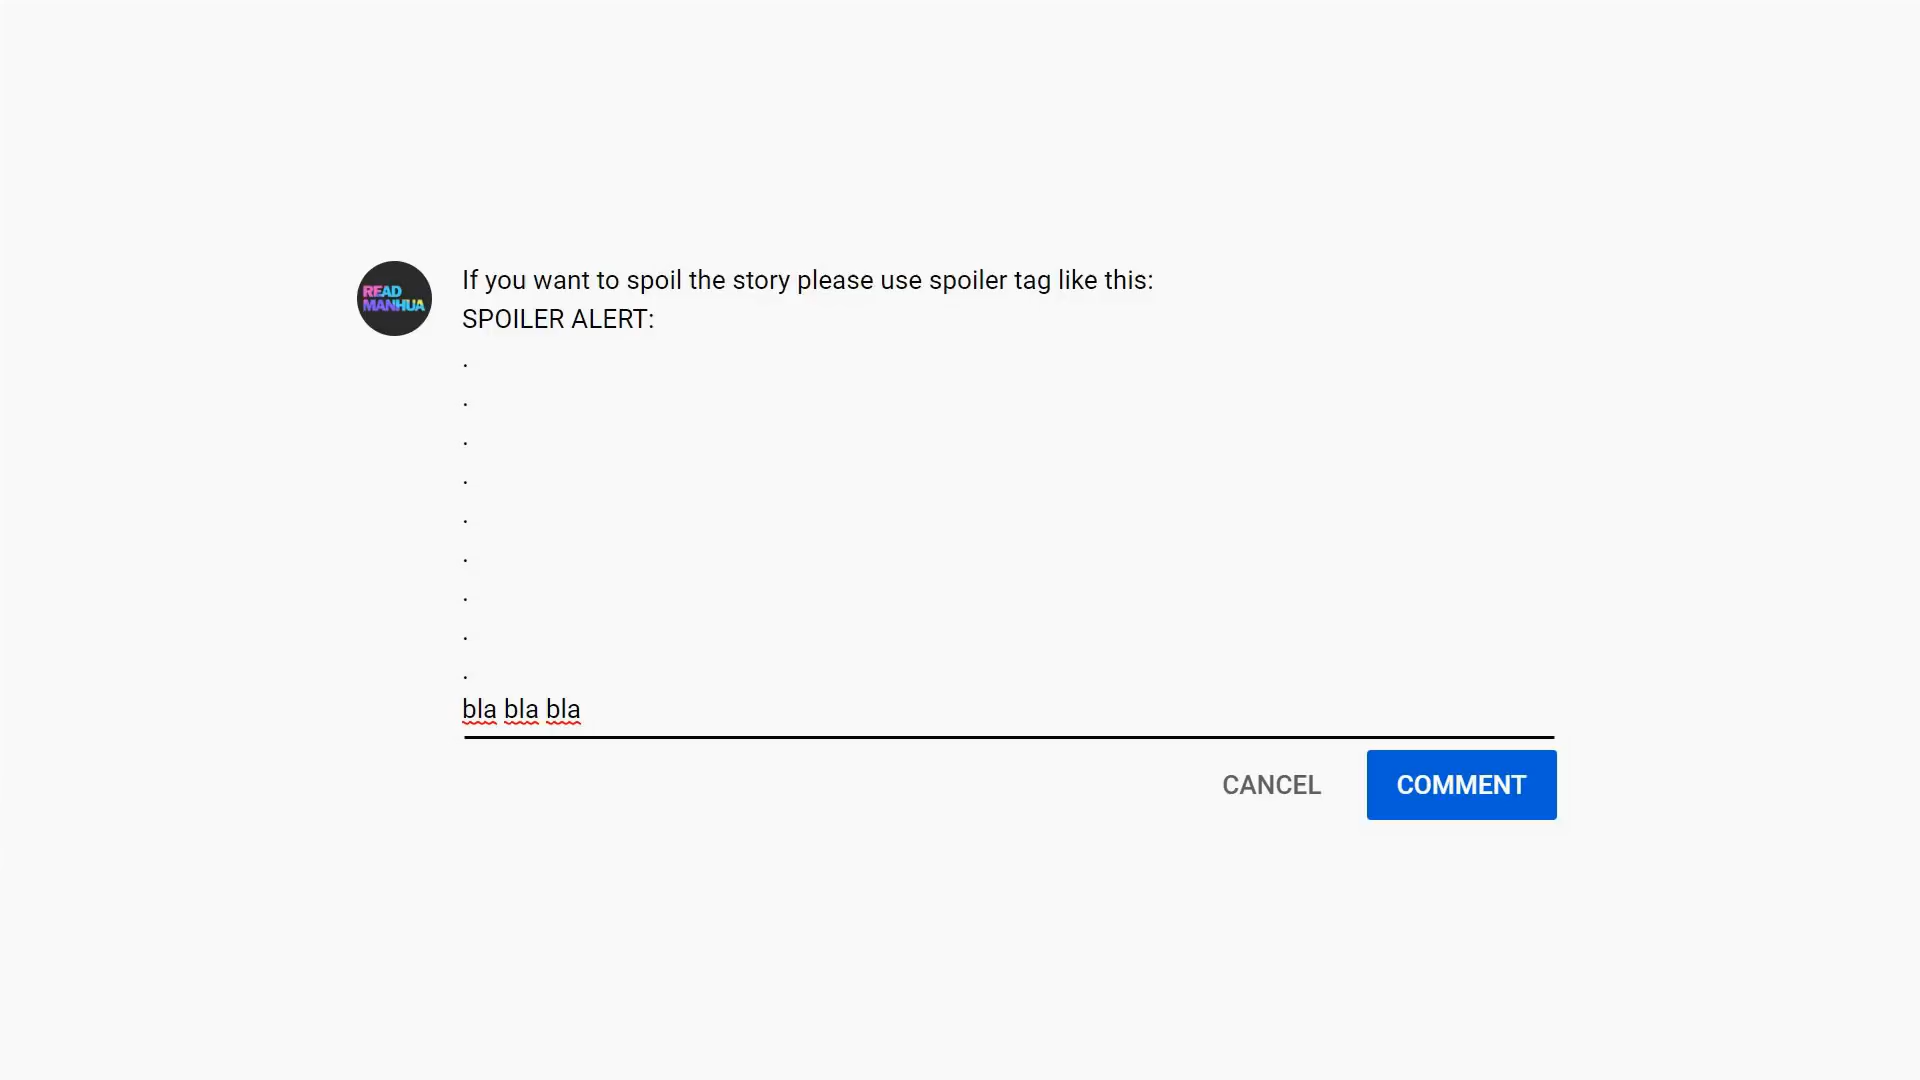 READ
MANHUA
If you want to spoil the story please use spoiler tag like this:
SPOILER ALERT:
.
.
.
.
.
.
.
.
.
bla bla bla
CANCEL COMMENT